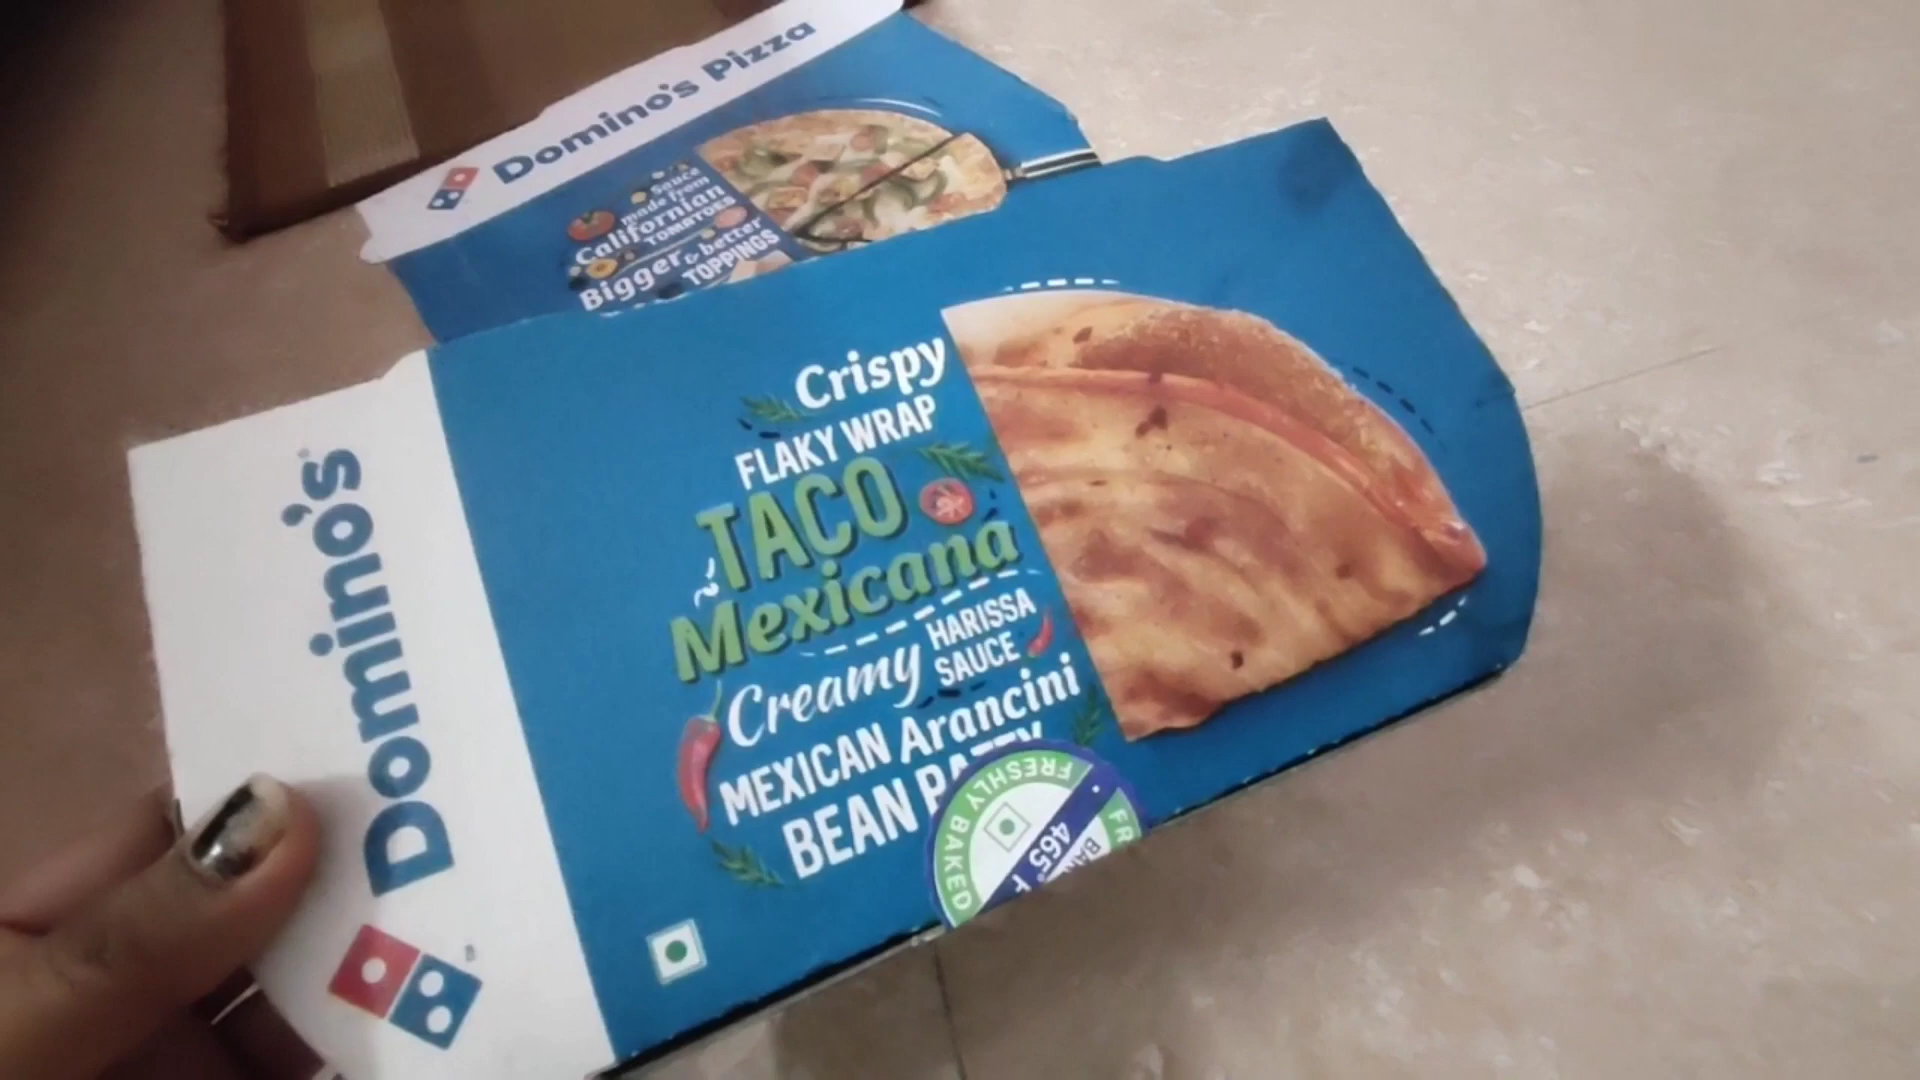 Domino's Pizza
Sauce
made from
Californian
TOMATOES
Bigger & better
TOPPINGS
Domino's
Crispy
FLAKY WRAP
TACO
Mexicana
Creamy HARISSA
SAUCE
MEXICAN Arancini
BEAN PATTY
FRESHLY BAKED
465°